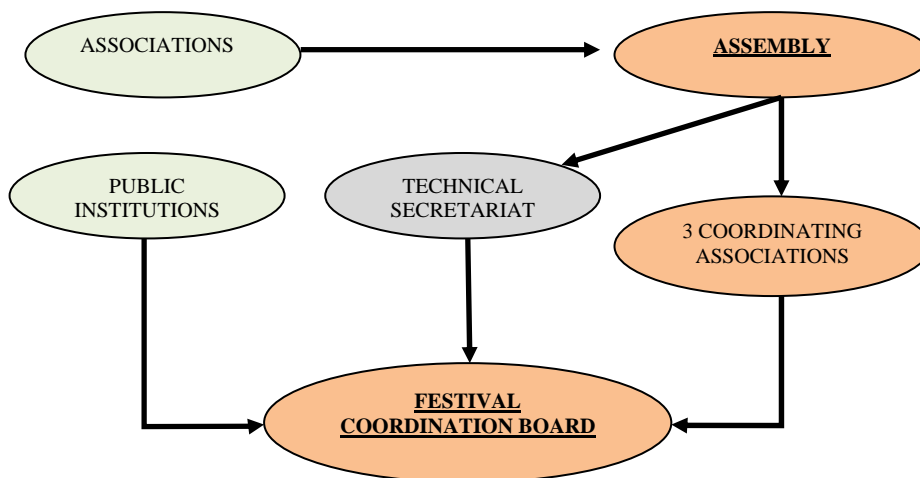 ASSOCIATIONS
ASSEMBLY
PUBLIC
INSTITUTIONS
TECHNICAL
SECRETARIAT
3 COORDINATING
ASSOCIATIONS
FESTIVAL
COORDINATION BOARD